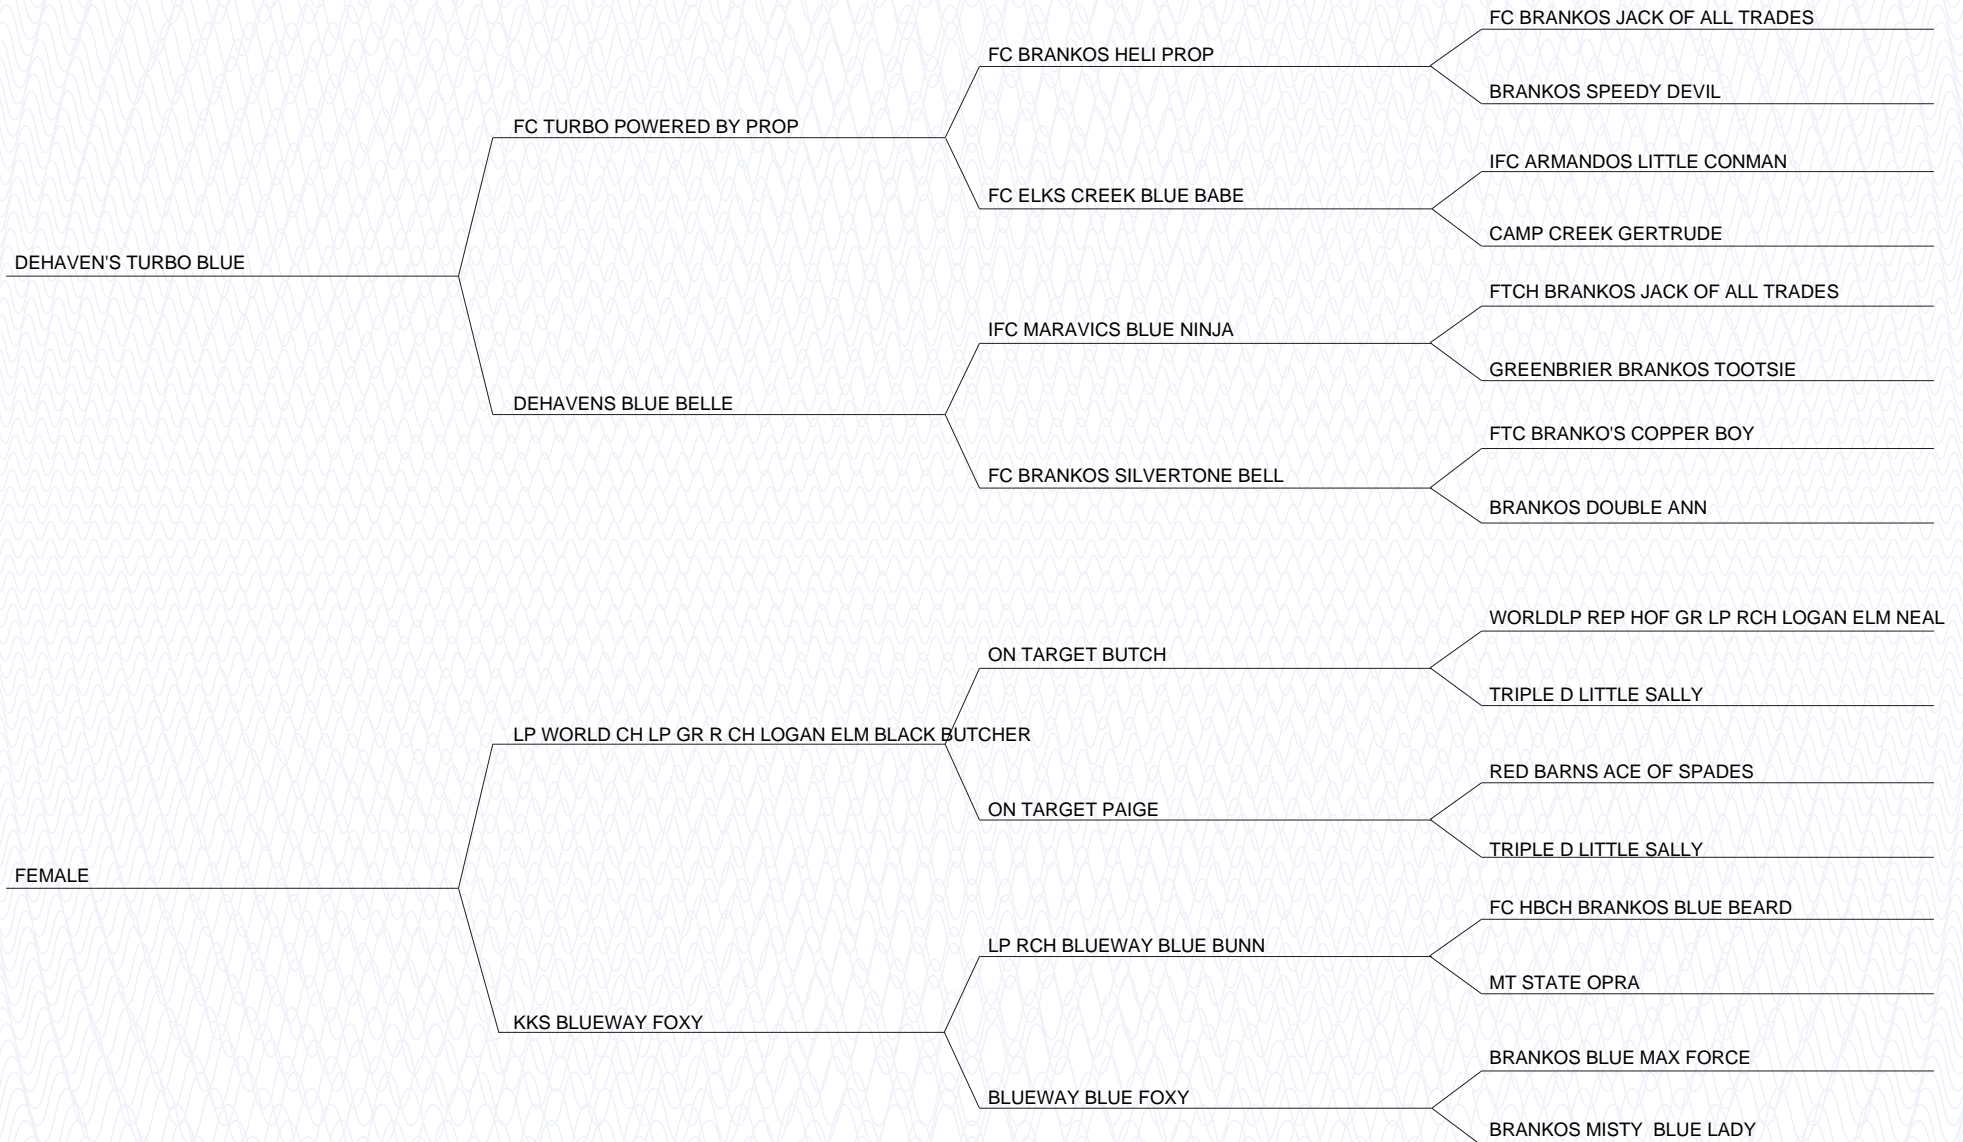 FC BRANKOS JACK OF ALL TRADES
FC BRANKOS HELI PROP
BRANKOS SPEEDY DEVIL
FC TURBO POWERED BY PROP
IFC ARMANDOS LITTLE CONMAN
FC ELKS CREEK BLUE BABE
CAMP CREEK GERTRUDE
DEHAVEN'S TURBO BLUE
FTCH BRANKOS JACK OF ALL TRADES
IFC MARAVICS BLUE NINJA
GREENBRIER BRANKOS TOOTSIE
DEHAVENS BLUE BELLE
FTC BRANKO'S COPPER BOY
FC BRANKOS SILVERTONE BELL
BRANKOS DOUBLE ANN
WORLDLP REP HOF GR LP RCH LOGAN ELM NEAL
ON TARGET BUTCH
TRIPLE D LITTLE SALLY
LP WORLD CH LP GR R CH LOGAN ELM BLACK BUTCHER
RED BARNS ACE OF SPADES
ON TARGET PAIGE
TRIPLE D LITTLE SALLY
FEMALE
FC HBCH BRANKOS BLUE BEARD
LP RCH BLUEWAY BLUE BUNN
MT STATE OPRA
KKS BLUEWAY FOXY
BRANKOS BLUE MAX FORCE
BLUEWAY BLUE FOXY
BRANKOS MISTY  BLUE LADY